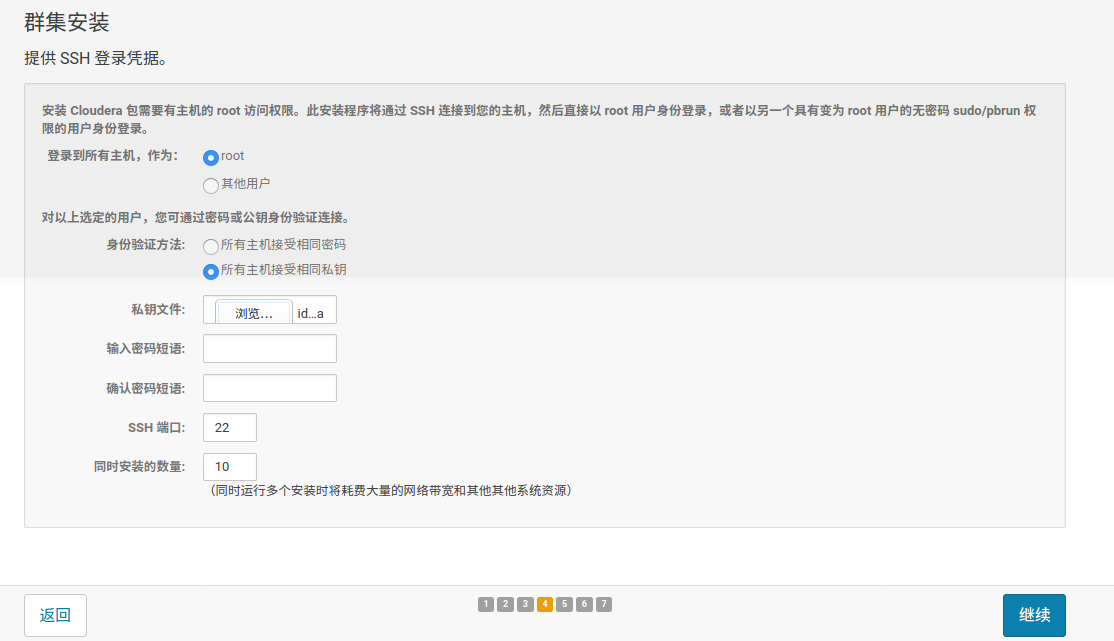 群集安装
提供 SSH 登录凭据。
安装 Cloudera 包需要有主机的 root 访问权限。此安装程序将通过 SSH 连接到您的主机，然后直接以 root 用户身份登录，或者以另一个具有变为 root 用户的无密码 sudo/pbrun 权
限的用户身份登录。
登录到所有主机，作为： root
其他用户
对以上选定的用户，您可通过密码或公钥身份验证连接。
身份验证方法: 所有主机接受相同密码
所有主机接受相同私钥
私钥文件: 浏览... id...a
输入密码短语:
确认密码短语:
SSH 端口: 22
同时安装的数量: 10
（同时运行多个安装时将耗费大量的网络带宽和其他其他系统资源）
返回 1 2 3 4 5 6 7 继续